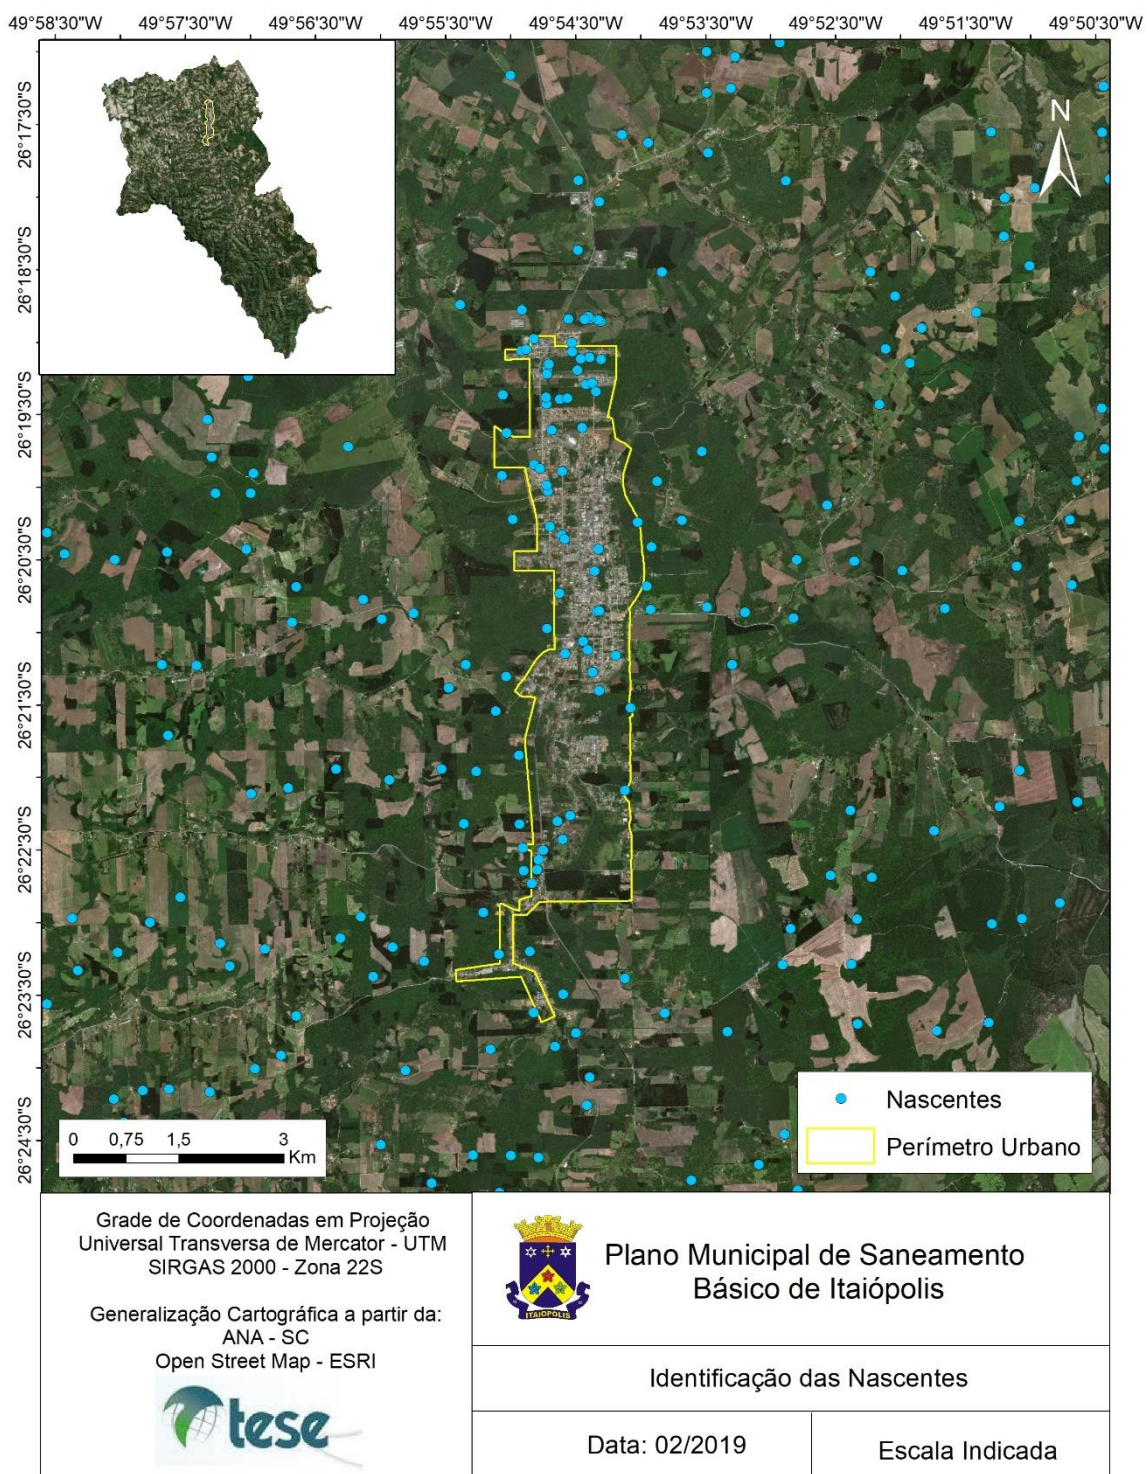 49°58'30"W 49°57'30"W 49°56'30"W 49°55'30"W 49°54'30"W 49°53'30"W 49°52'30"W 49°51'30"W 49°50'30"W
26°17'30"S
26°18'30"S
26°19'30"S
26°20'30"S
26°21'30"S
26°22'30"S
26°23'30"S
26°24'30"S
N
Nascentes
Perímetro Urbano
0 0,75 1,5 3
Km
Grade de Coordenadas em Projeção
Universal Transversa de Mercator - UTM
SIRGAS 2000 - Zona 22S
Generalização Cartográfica a partir da:
ANA - SC
Open Street Map - ESRI
tese
ITAIÓPOLIS
Plano Municipal de Saneamento
Básico de Itaiópolis
Identificação das Nascentes
Data: 02/2019
Escala Indicada